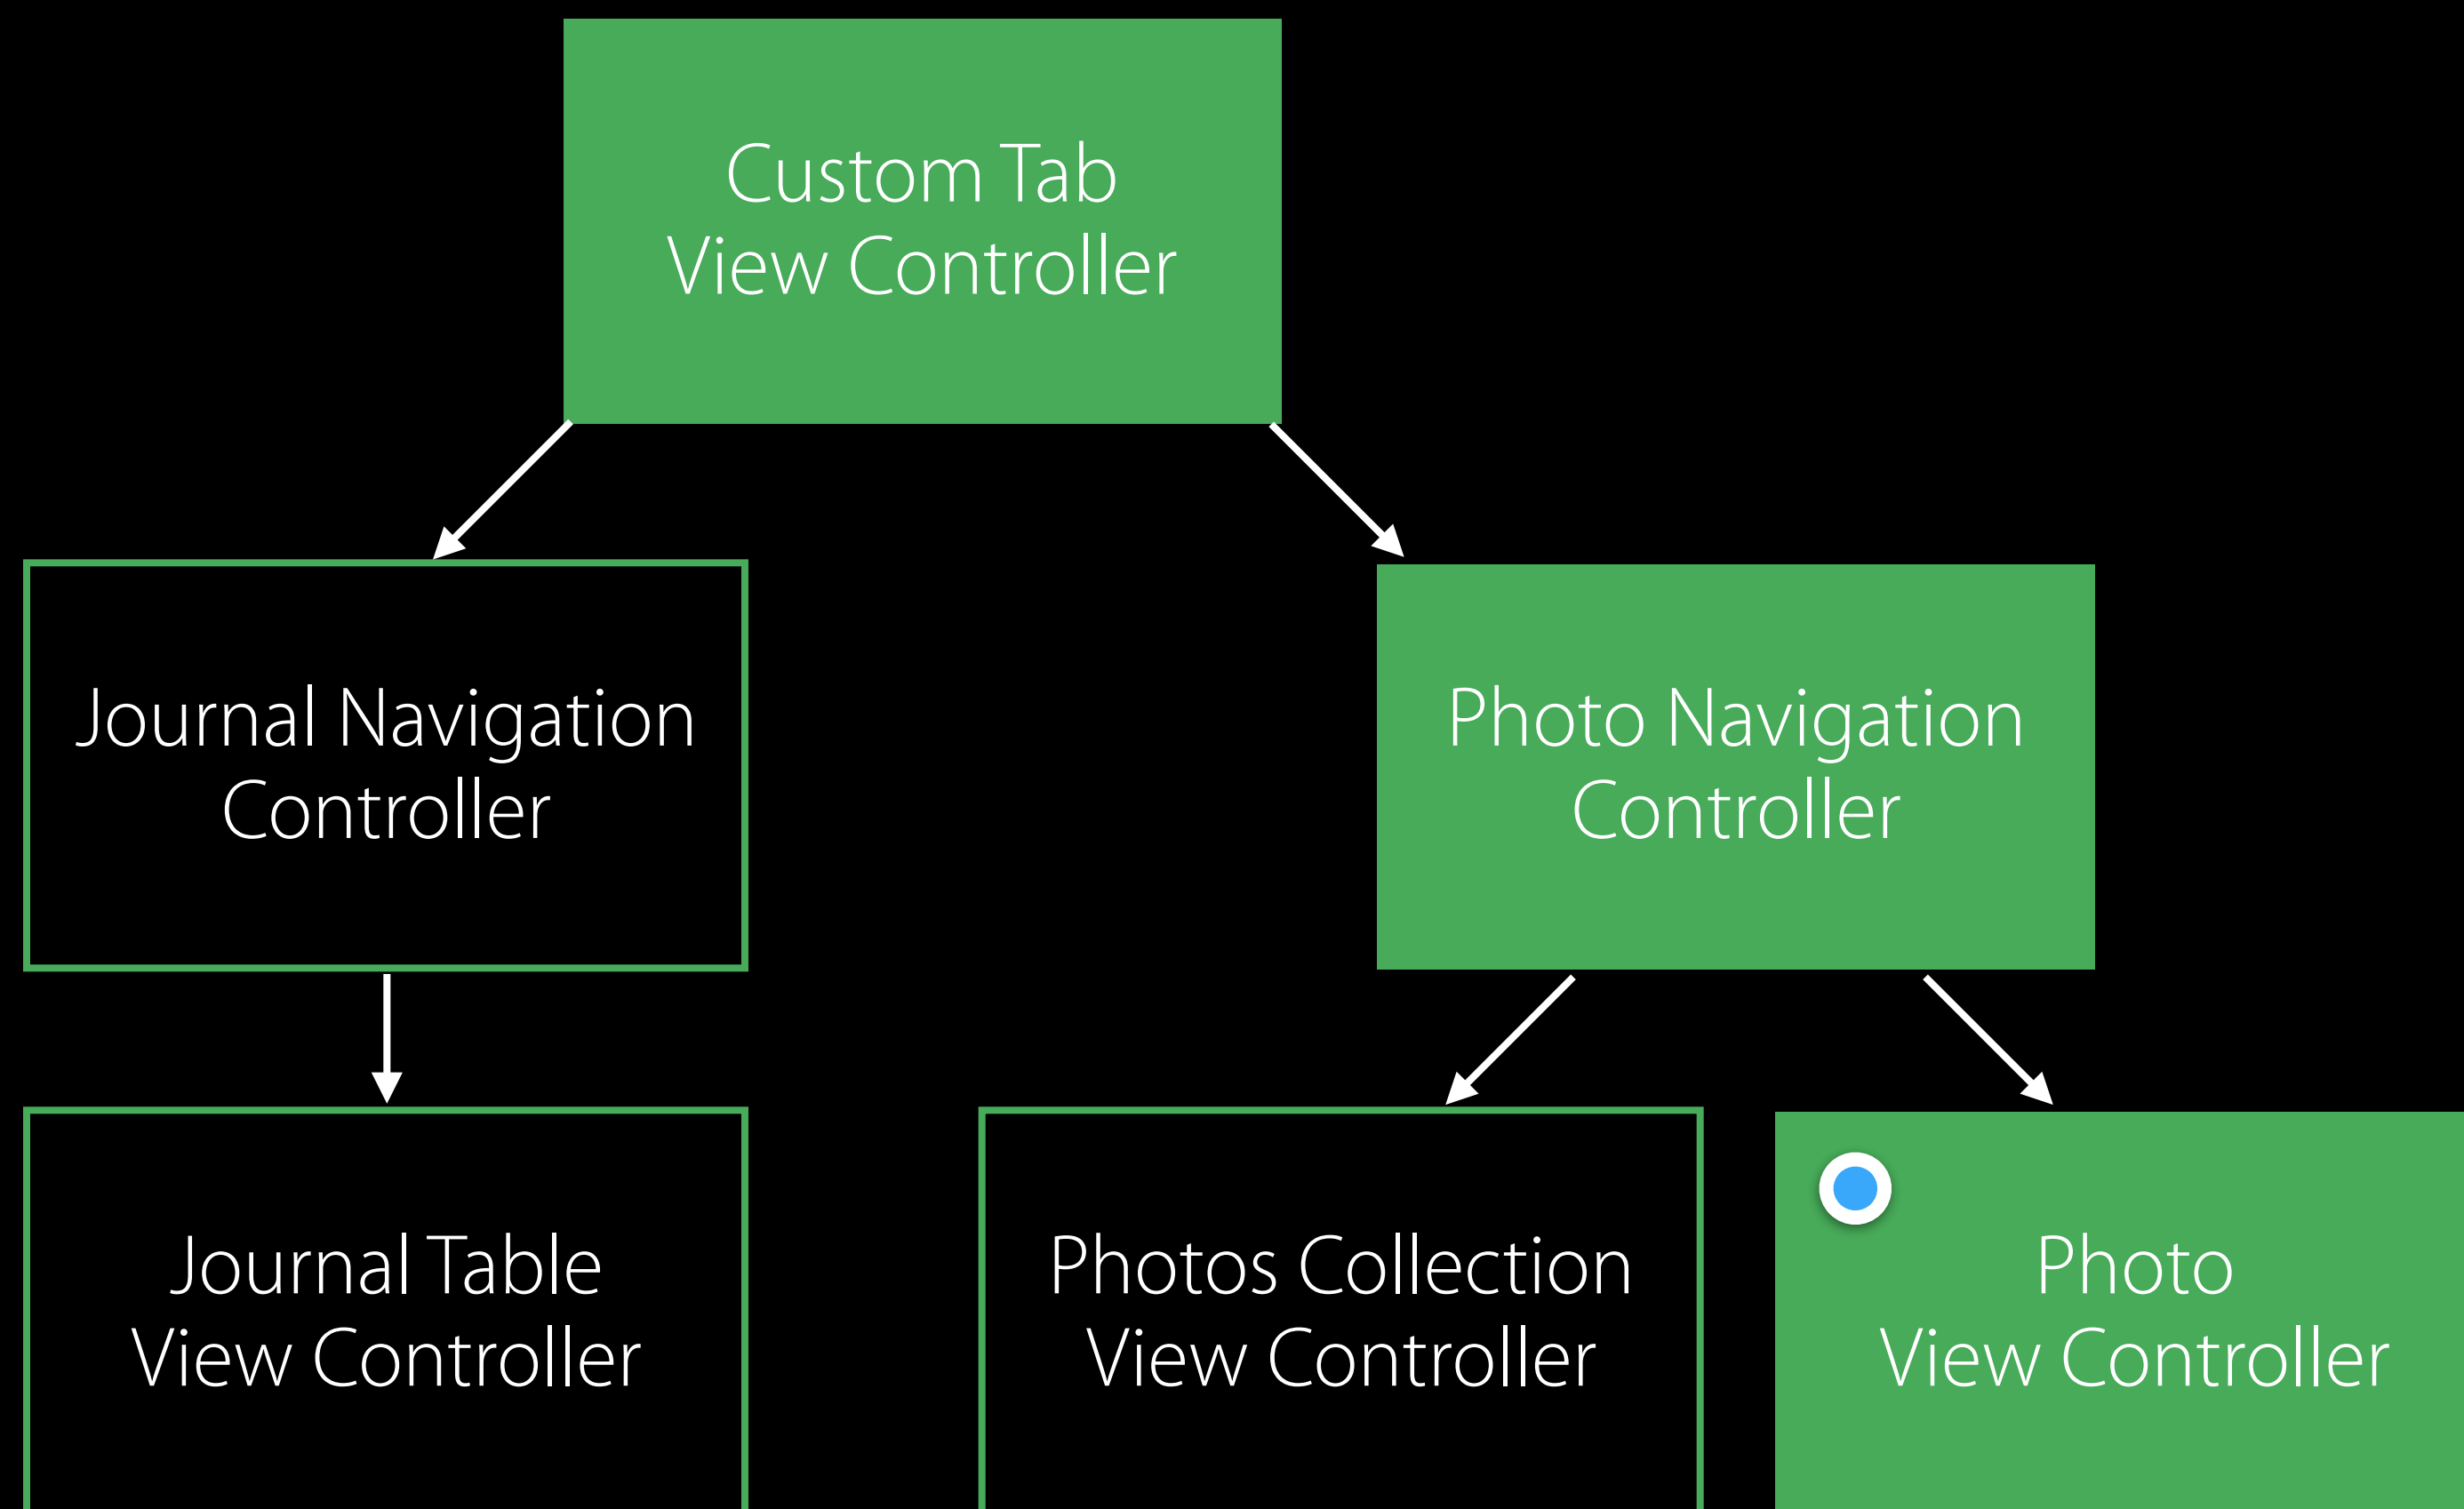 Custom Tab
View Controller
Journal Navigation
Controller
Photo Navigation
Controller
Journal Table
View Controller
Photos Collection
View Controller
Photo
View Controller